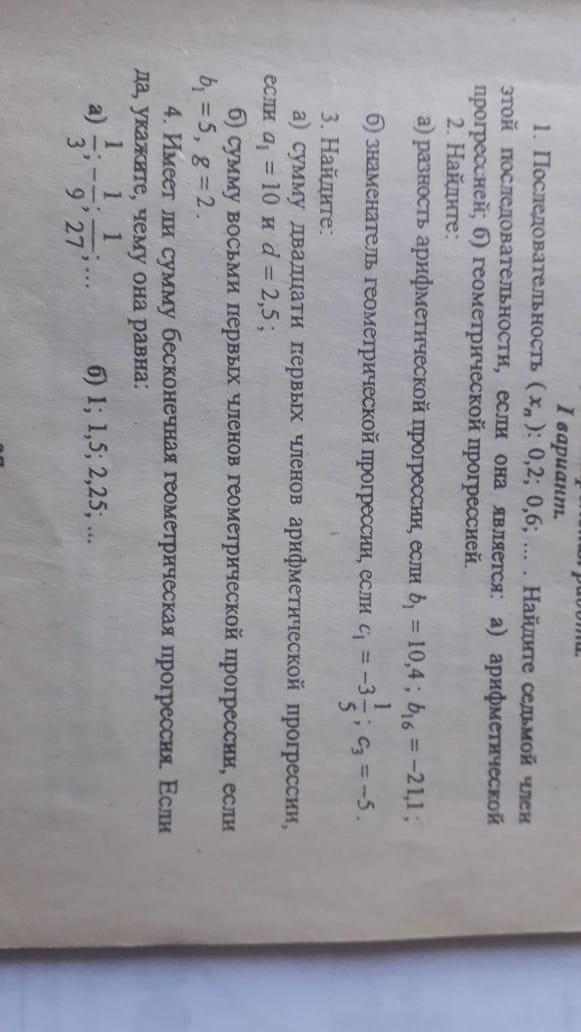 I вариант.
1. Последовательность (xₙ): 0,2; 0,6; ... . Найдите седьмой член
этой последовательности, если она является: а) арифметической
прогрессией; б) геометрической прогрессией.
2. Найдите:
а) разность арифметической прогрессии, если b₁ = 10,4; b₁₆ = −21,1;
б) знаменатель геометрической прогрессии, если c₁ = −3 1/5; c₃ = −5.
3. Найдите:
а) сумму двадцати первых членов арифметической прогрессии,
если a₁ = 10 и d = 2,5;
б) сумму восьми первых членов геометрической прогрессии, если
b₁ = 5, g = 2.
4. Имеет ли сумму бесконечная геометрическая прогрессия. Если
да, укажите, чему она равна:
а) 1/3; −1/9; 1/27; ... б) 1; 1,5; 2,25; ...